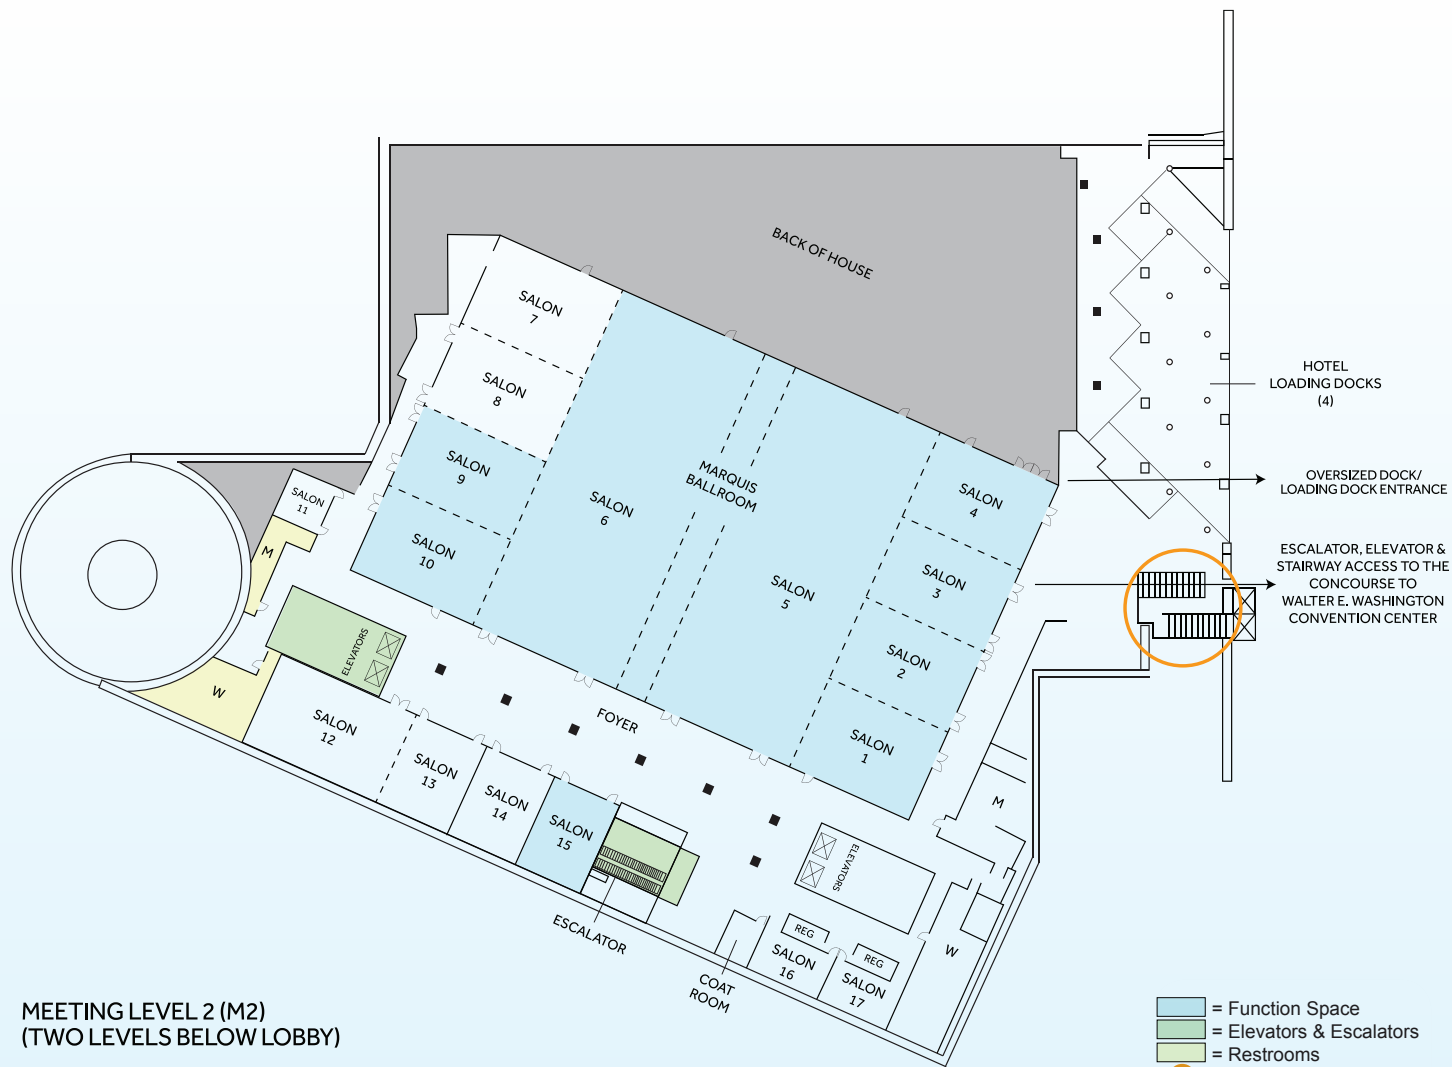 BACK OF HOUSE
SALON
7
SALON
8
SALON
9
SALON
10
SALON
6
MARQUIS
BALLROOM
SALON
5
SALON
4
SALON
3
SALON
2
SALON
1
HOTEL
LOADING DOCKS
(4)
OVERSIZED DOCK/
LOADING DOCK ENTRANCE
ESCALATOR, ELEVATOR &
STAIRWAY ACCESS TO THE
CONCOURSE TO
WALTER E. WASHINGTON
CONVENTION CENTER
SALON
11
M
W
ELEVATORS
FOYER
SALON
12
SALON
13
SALON
14
SALON
15
ESCALATOR
ELEVATORS
M
W
COAT
ROOM
REG
SALON
16
REG
SALON
17
MEETING LEVEL 2 (M2)
(TWO LEVELS BELOW LOBBY)
= Function Space
= Elevators & Escalators
= Restrooms